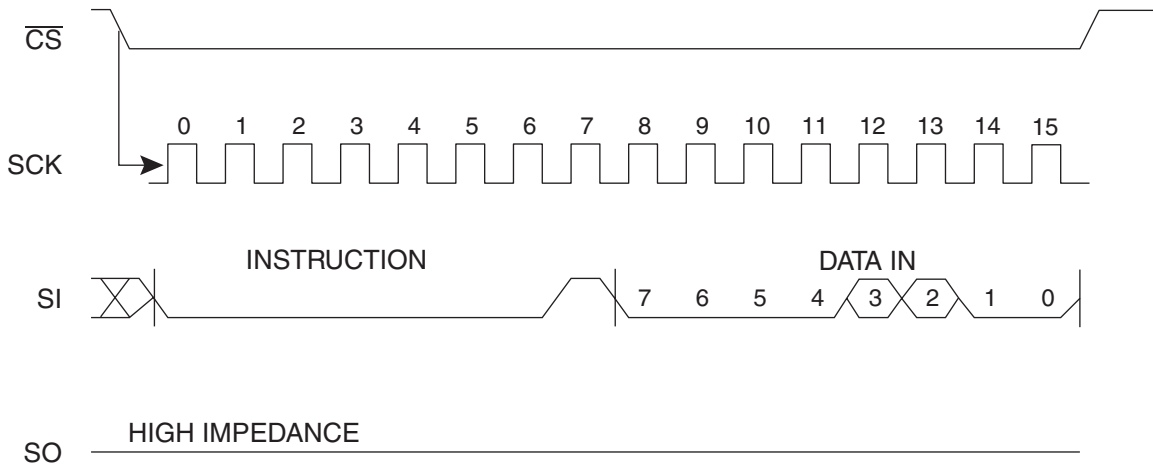 CS
0 1 2 3 4 5 6 7 8 9 10 11 12 13 14 15
SCK
INSTRUCTION DATA IN
SI 7 6 5 4 3 2 1 0
HIGH IMPEDANCE
SO